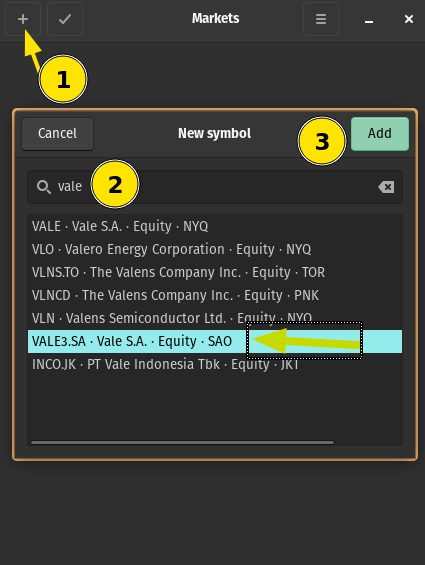 Markets
1
Cancel
New symbol
3
Add
vale
2
VALE · Vale S.A. · Equity · NYQ
VLO · Valero Energy Corporation · Equity · NYQ
VLNS.TO · The Valens Company Inc. · Equity · TOR
VLNCD · The Valens Company Inc. · Equity · PNK
VLN · Valens Semiconductor Ltd. · Equity · NYQ
VALE3.SA · Vale S.A. · Equity · SAO
INCO.JK · PT Vale Indonesia Tbk · Equity · JKT